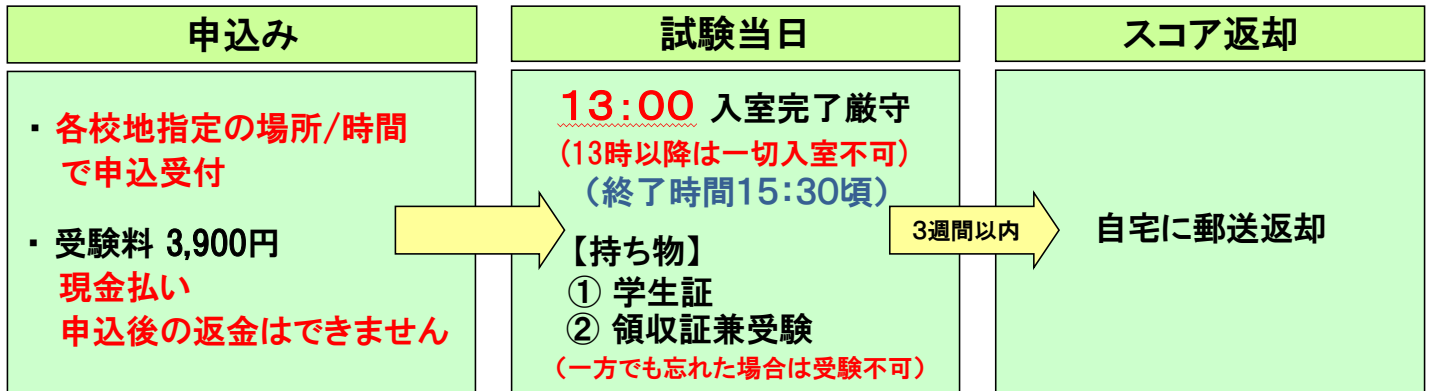 申込み
・ 各校地指定の場所/時間
で申込受付
・ 受験料 3,900円
現金払い
申込後の返金はできません
試験当日
13:00 入室完了厳守
(13時以降は一切入室不可)
(終了時間15:30頃)
【持ち物】
① 学生証
② 領収証兼受験
(一方でも忘れた場合は受験不可)
3週間以内
スコア返却
自宅に郵送返却